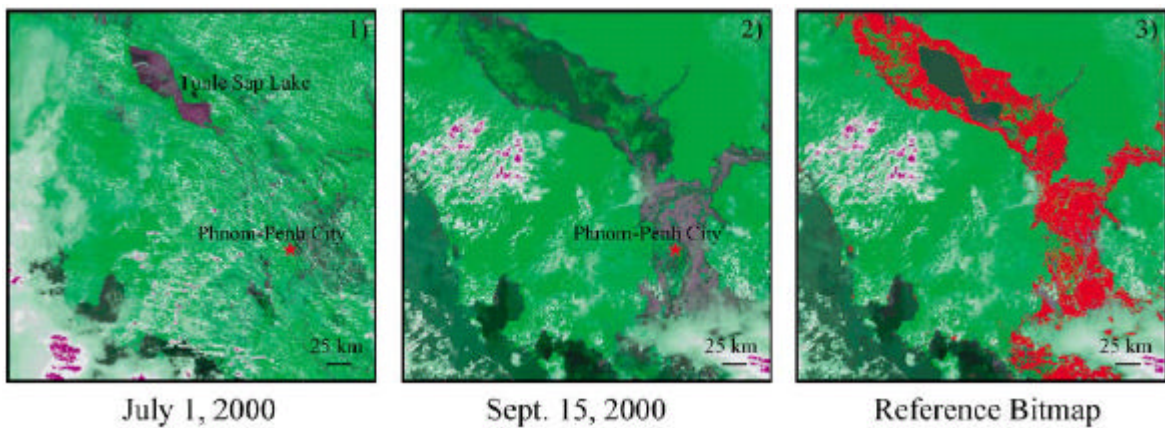 1)
Tuale Sap Lake
Phnom-Penh City
25 km
July 1, 2000
2)
Phnom-Penh City
25 km
Sept. 15, 2000
3)
25 km
Reference Bitmap